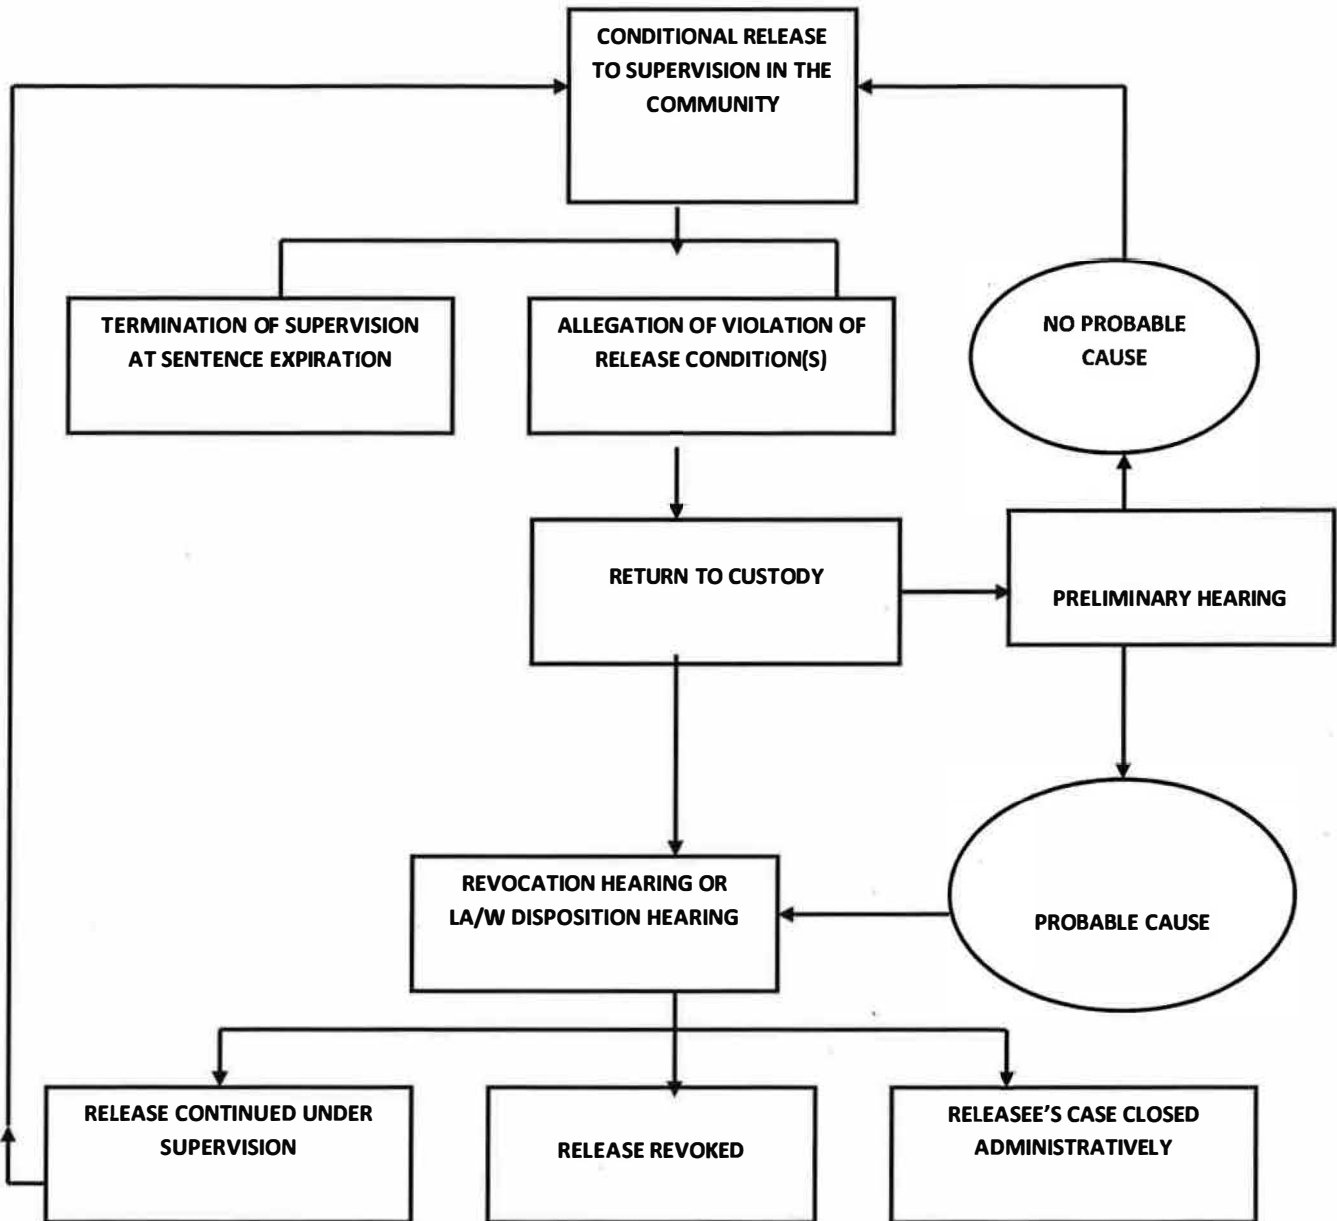 CONDITIONAL RELEASE
TO SUPERVISION IN THE
COMMUNITY
TERMINATION OF SUPERVISION
AT SENTENCE EXPIRATION
ALLEGATION OF VIOLATION OF
RELEASE CONDITION(S)
NO PROBABLE
CAUSE
RETURN TO CUSTODY
PRELIMINARY HEARING
REVOCATION HEARING OR
LA/W DISPOSITION HEARING
PROBABLE CAUSE
RELEASE CONTINUED UNDER
SUPERVISION
RELEASE REVOKED
RELEASEE'S CASE CLOSED
ADMINISTRATIVELY